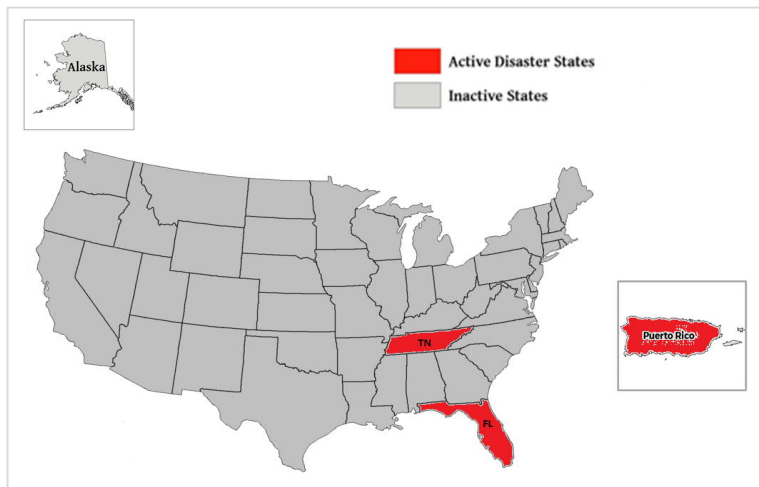 Alaska
Active Disaster States
Inactive States
Puerto Rico
TN
FL